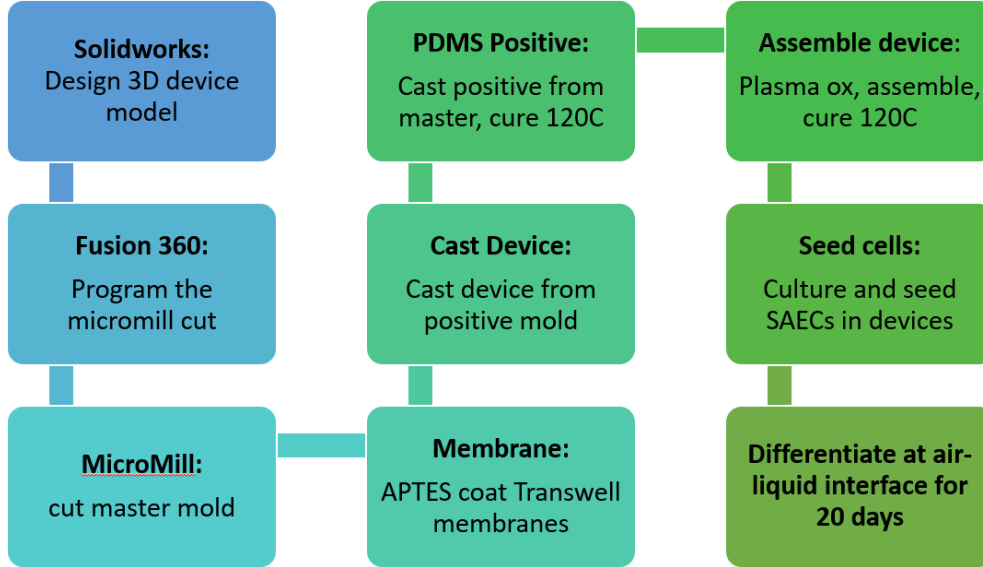 Solidworks:
Design 3D device
model
Fusion 360:
Program the
micromill cut
MicroMill:
cut master mold
Membrane:
APTES coat Transwell
membranes
Cast Device:
Cast device from
positive mold
PDMS Positive:
Cast positive from
master, cure 120C
Assemble device:
Plasma ox, assemble,
cure 120C
Seed cells:
Culture and seed
SAECs in devices
Differentiate at air-
liquid interface for
20 days